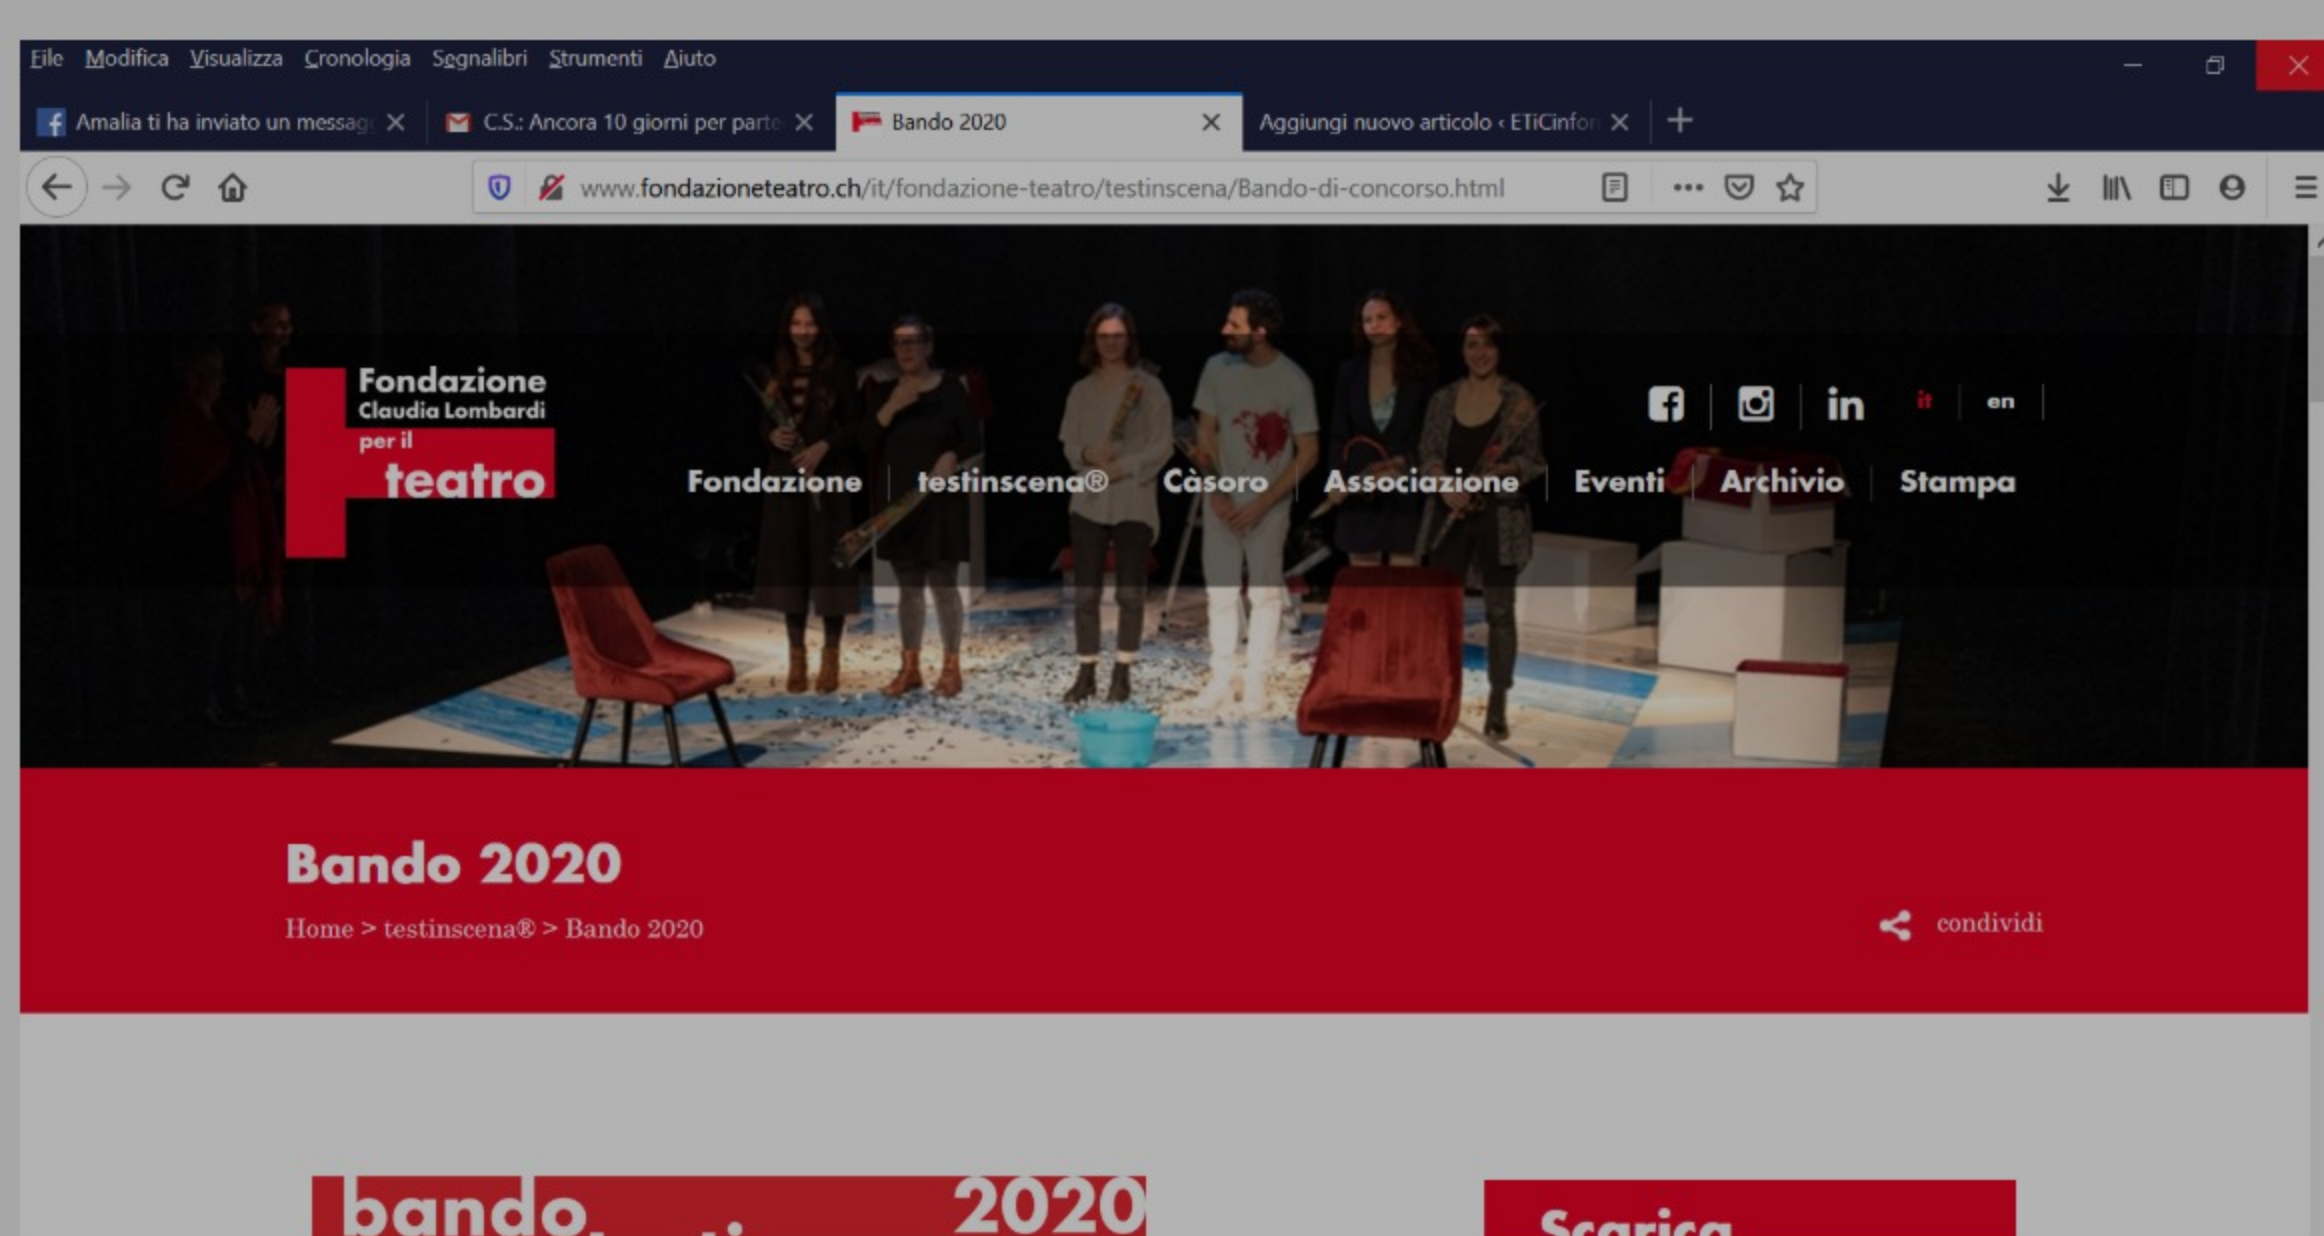 File Modifica Visualizza Cronologia Segnalibri Strumenti Aiuto
Amalia ti ha inviato un messag
C.S.: Ancora 10 giorni per parte
Bando 2020
Aggiungi nuovo articolo ‹ ETiCinfor
www.fondazioneteatro.ch/it/fondazione-teatro/testinscena/Bando-di-concorso.html
Fondazione
Claudia Lombardi
per il
teatro
it en
Fondazione testinscena® Càsoro Associazione Eventi Archivio Stampa
Bando 2020
Home > testinscena® > Bando 2020
condividi
bando 2020
Scarica